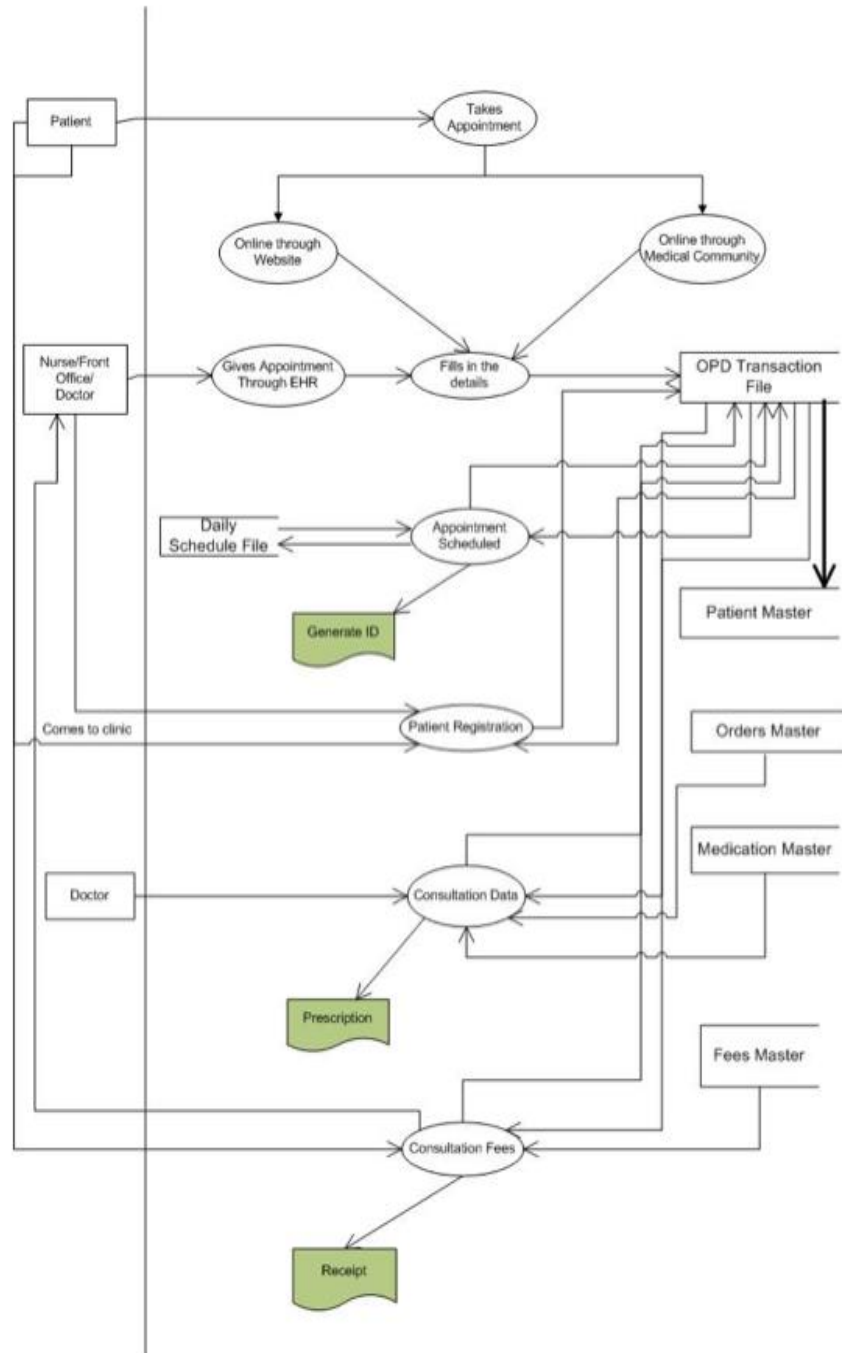 Takes
Appointment
Patient
Online through
Website
Online through
Medical Community
Nurse/Front
Office/
Doctor
Gives Appointment
Through EHR
Fills in the
details
OPD Transaction
File
Daily
Schedule File
Appointment
Scheduled
Patient Master
Generate ID
Comes to clinic
Patient Registration
Orders Master
Medication Master
Doctor
Consultation Data
Prescription
Fees Master
Consultation Fees
Receipt